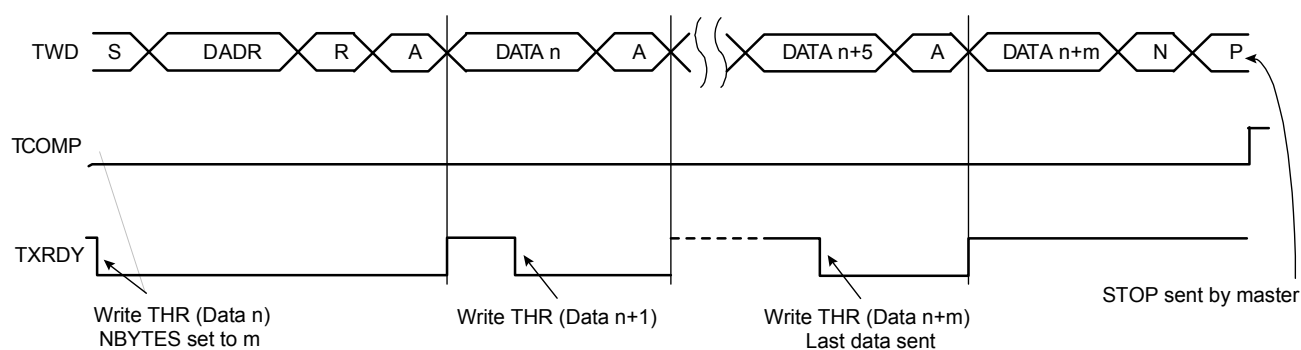 TWD S DADR R A DATA n A DATA n+5 A DATA n+m N P
TCOMP
TXRDY
Write THR (Data n)
NBYTES set to m
Write THR (Data n+1)
Write THR (Data n+m)
Last data sent
STOP sent by master